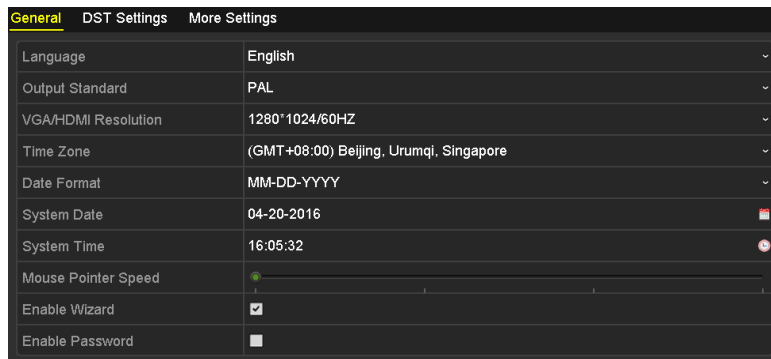 General DST Settings More Settings
Language English
Output Standard PAL
VGA/HDMI Resolution 1280*1024/60HZ
Time Zone (GMT+08:00) Beijing, Urumqi, Singapore
Date Format MM-DD-YYYY
System Date 04-20-2016
System Time 16:05:32
Mouse Pointer Speed
Enable Wizard
Enable Password